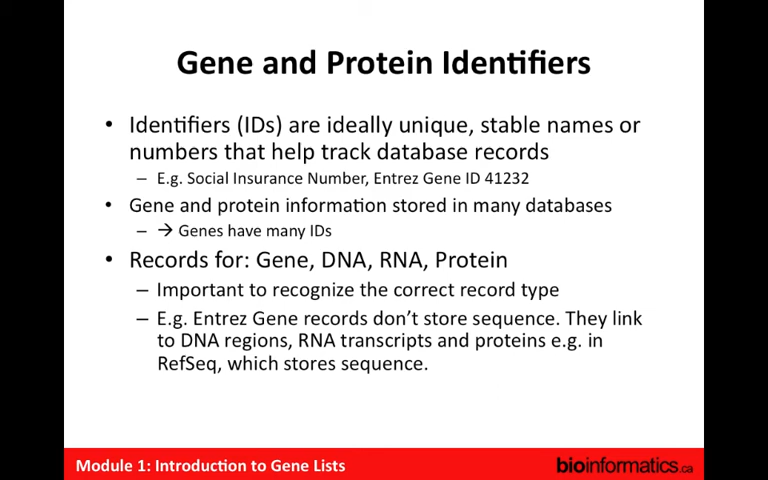 Gene and Protein Identifiers
• Identifiers (IDs) are ideally unique, stable names or
numbers that help track database records
– E.g. Social Insurance Number, Entrez Gene ID 41232
• Gene and protein information stored in many databases
– → Genes have many IDs
• Records for: Gene, DNA, RNA, Protein
– Important to recognize the correct record type
– E.g. Entrez Gene records don’t store sequence. They link
to DNA regions, RNA transcripts and proteins e.g. in
RefSeq, which stores sequence.
Module 1: Introduction to Gene Lists
bioinformatics.ca